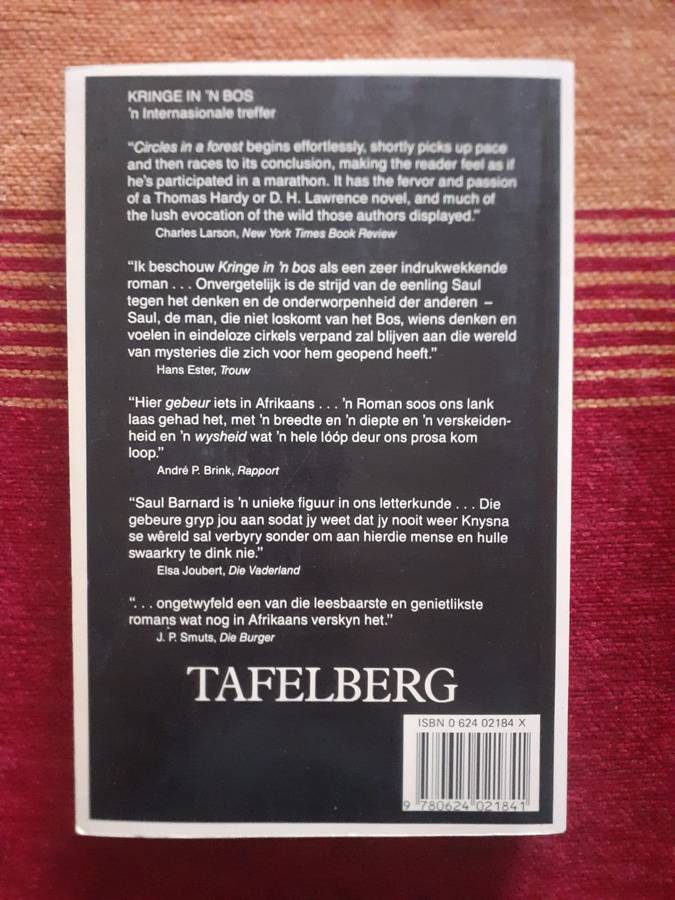 KRINGE IN 'N BOS
'n Internasionale treffer
"Circles in a forest begins effortlessly, shortly picks up pace
and then races to its conclusion, making the reader feel as if
he's participated in a marathon. It has the fervor and passion
of a Thomas Hardy or D. H. Lawrence novel, and much of
the lush evocation of the wild those authors displayed."
Charles Larson, New York Times Book Review
"Ik beschouw Kringe in 'n bos als een zeer indrukwekkende
roman . . . Onvergetelijk is de strijd van de eenling Saul
tegen het denken en de onderworpenheid der anderen –
Saul, de man, die niet loskomt van het Bos, wiens denken en
voelen in eindeloze cirkels verpand zal blijven aan die wereld
van mysteries die zich voor hem geopend heeft."
Hans Ester, Trouw
"Hier gebeur iets in Afrikaans . . . 'n Roman soos ons lank
laas gehad het, met 'n breedte en 'n diepte en 'n verskeiden-
heid en 'n wysheid wat 'n hele lóóp deur ons prosa kom
loop."
André P. Brink, Rapport
"Saul Barnard is 'n unieke figuur in ons letterkunde . . . Die
gebeure gryp jou aan sodat jy weet dat jy nooit weer Knysna
se wêreld sal verbyry sonder om aan hierdie mense en hulle
swaarkry te dink nie."
Elsa Joubert, Die Vaderland
". . . ongetwyfeld een van die leesbaarste en genietlikste
romans wat nog in Afrikaans verskyn het."
J. P. Smuts, Die Burger
TAFELBERG
ISBN 0 624 02184 X
9 780624 021841